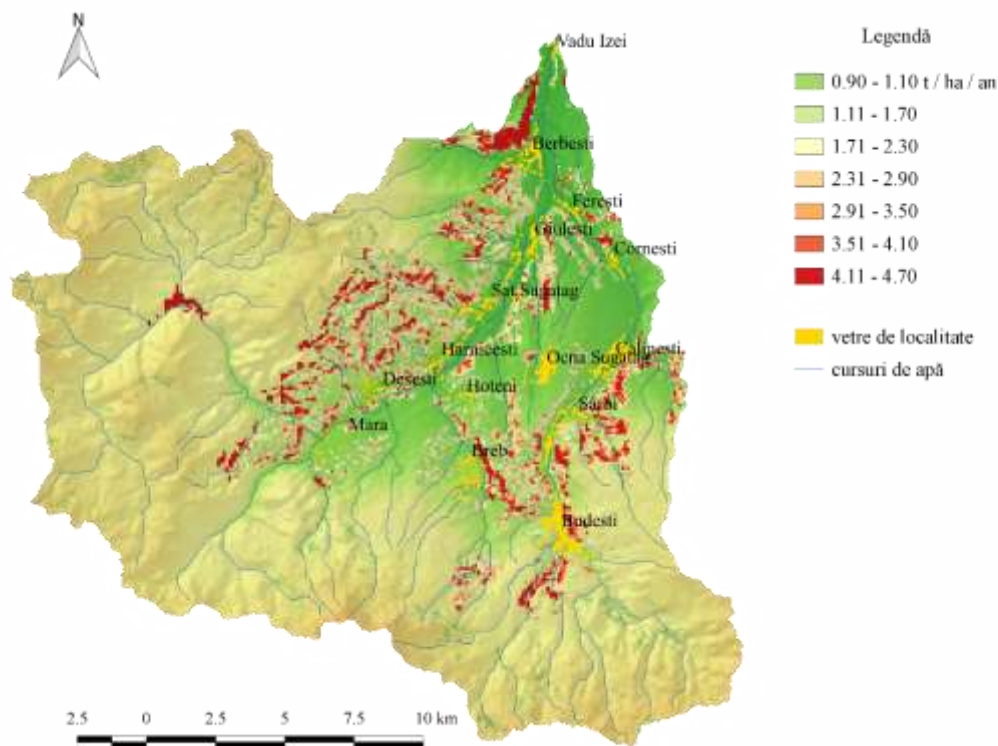 N
Vadu Izei
Berbesti
Feresti
Giulesti
Cornesti
Sat Sugatag
Harnicesti
Ocna Sugatag
Calinesti
Desesti
Hoteni
Sarbi
Mara
Breb
Budesti
2.5 0 2.5 5 7.5 10 km
Legendă
0.90 - 1.10 t / ha / an
1.11 - 1.70
1.71 - 2.30
2.31 - 2.90
2.91 - 3.50
3.51 - 4.10
4.11 - 4.70
vetre de localitate
cursuri de apă